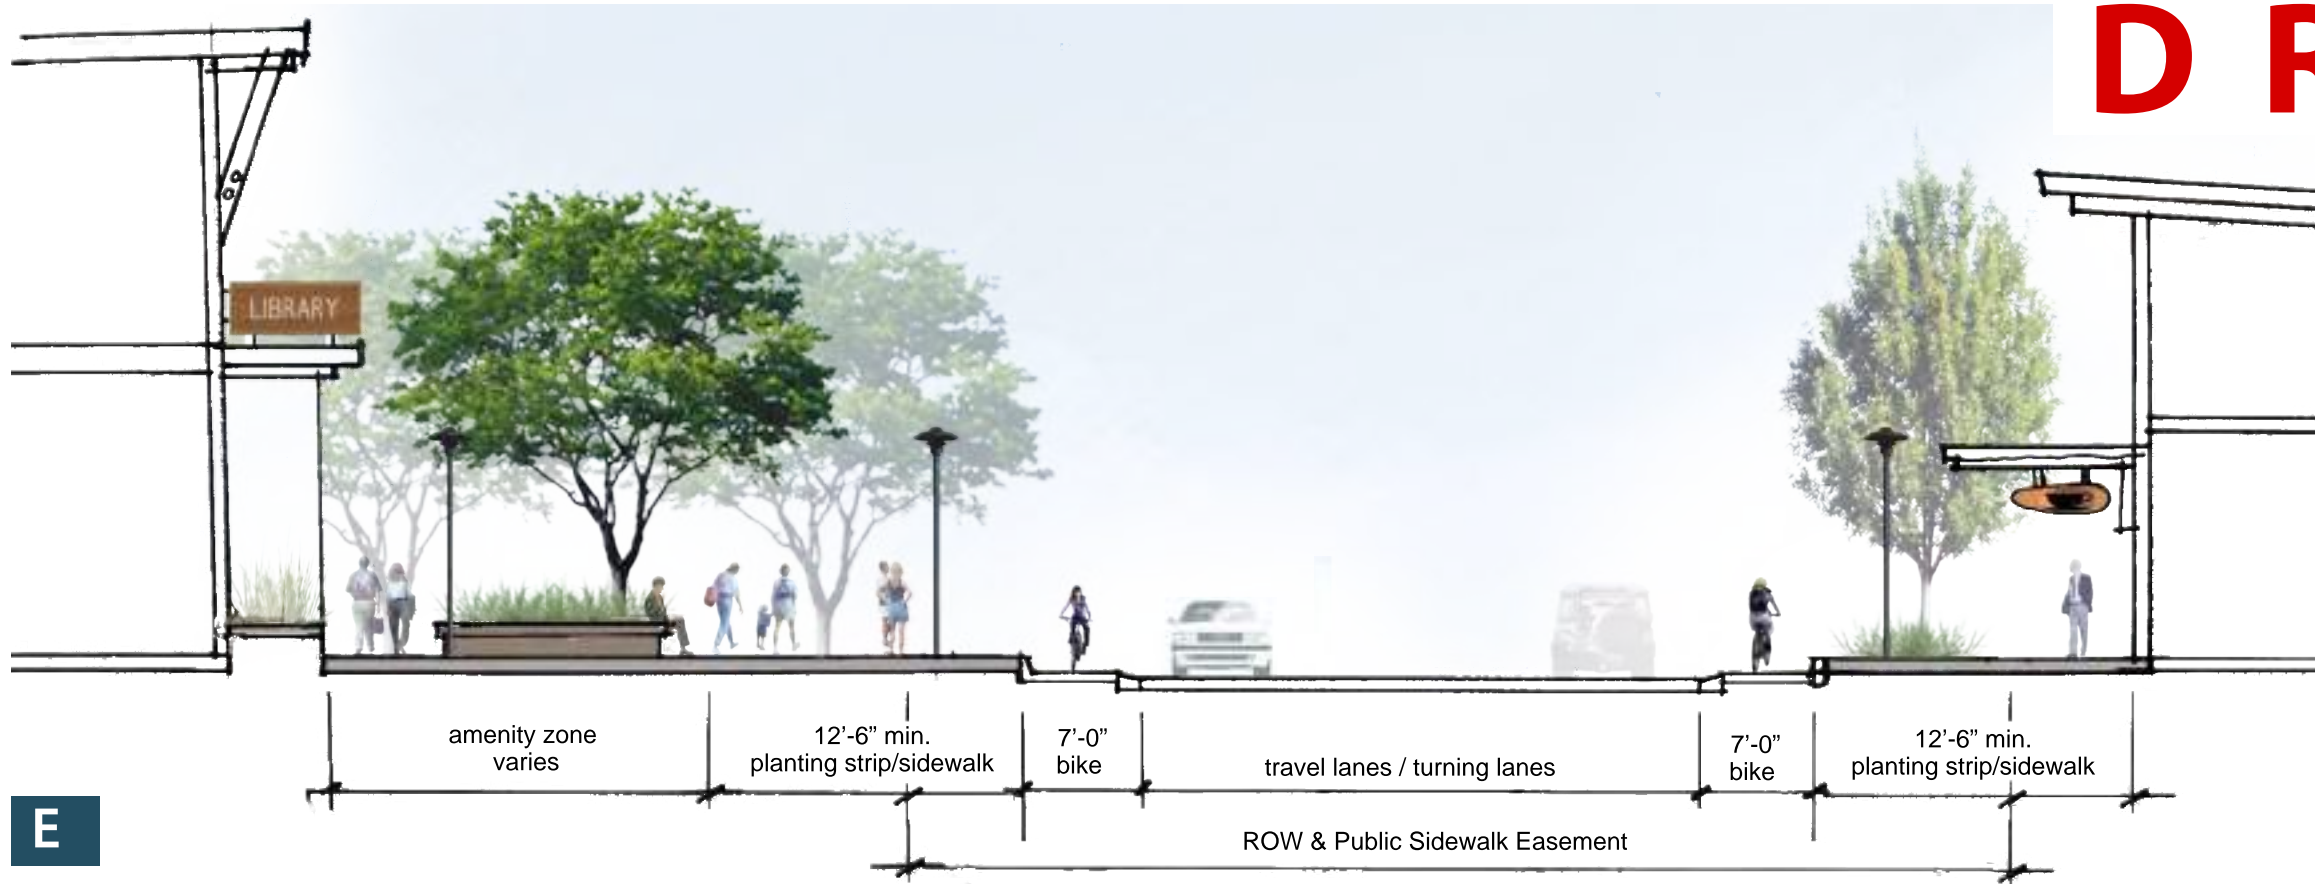 D R
LIBRARY
amenity zone
varies
12’-6” min.
planting strip/sidewalk
7’-0”
bike
travel lanes / turning lanes
7’-0”
bike
12’-6” min.
planting strip/sidewalk
ROW & Public Sidewalk Easement
E